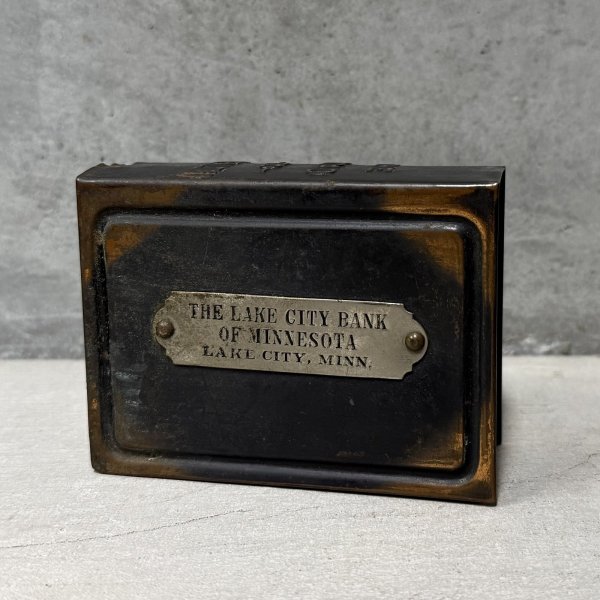 THE LAKE CITY BANK
OF MINNESOTA
LAKE CITY, MINN.